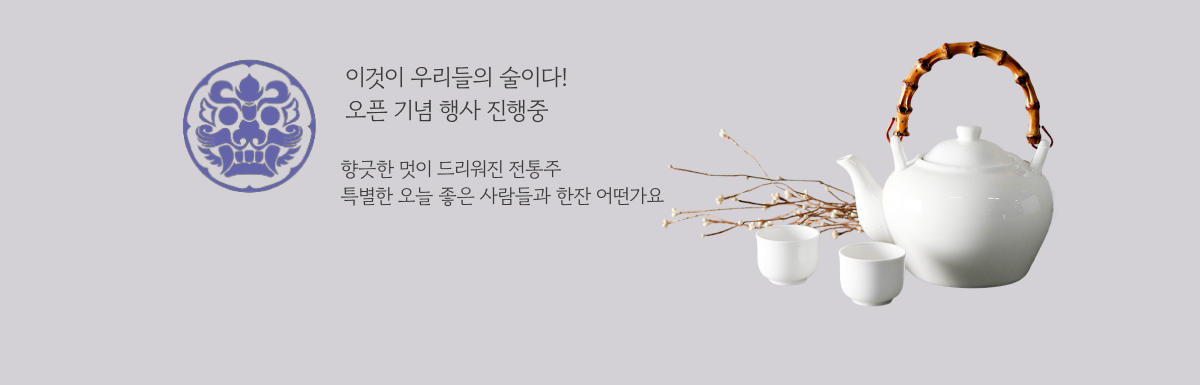 이것이 우리들의 술이다!
오픈 기념 행사 진행중
향긋한 멋이 드리워진 전통주
특별한 오늘 좋은 사람들과 한잔 어떤가요